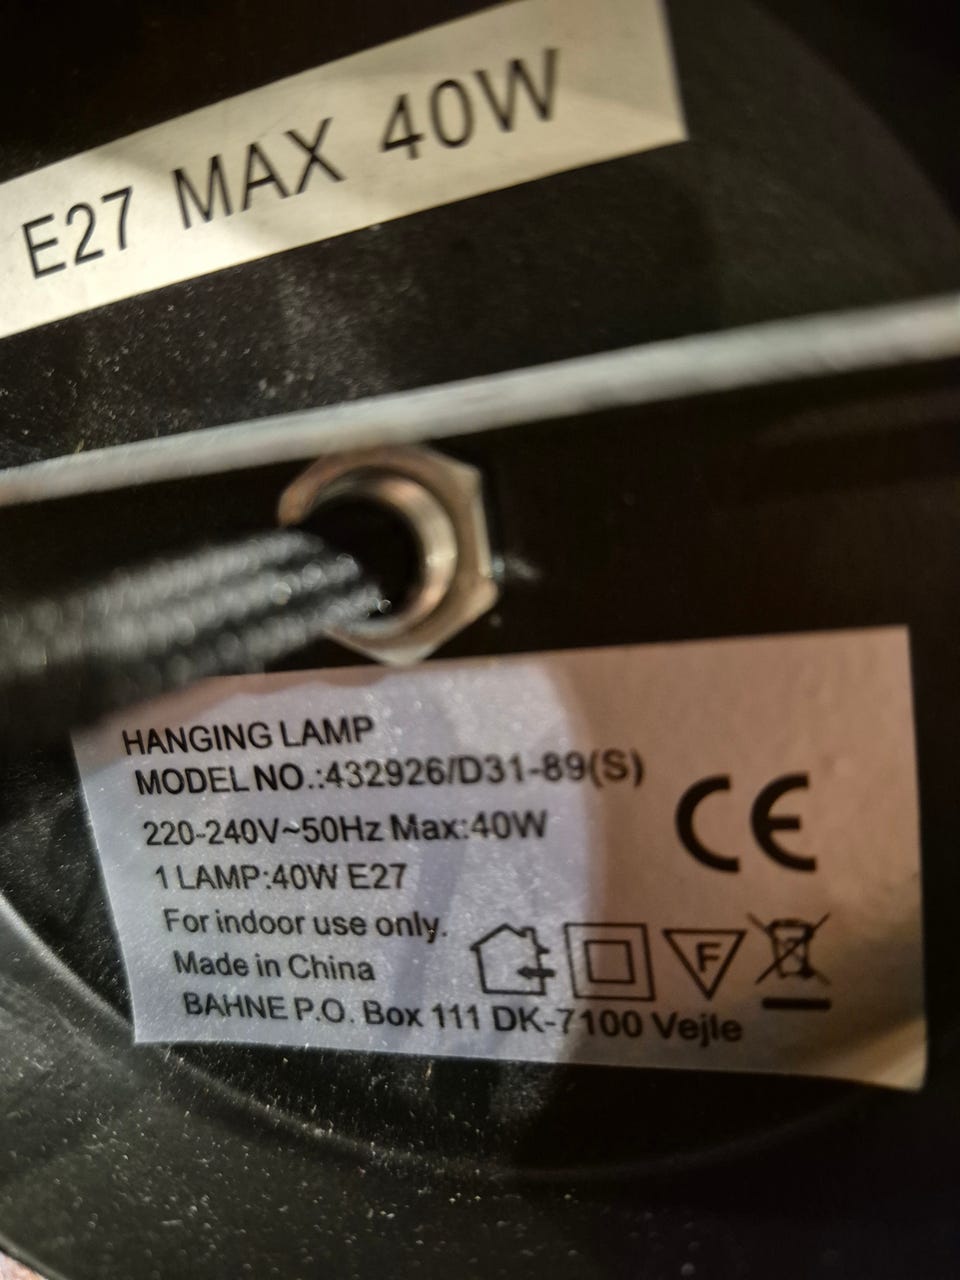 E27 MAX 40W
HANGING LAMP
MODEL NO.:432926/D31-89(S)
220-240V~50Hz Max:40W
1 LAMP:40W E27
For indoor use only.
Made in China
BAHNE P.O. Box 111 DK-7100 Vejle
CE
F